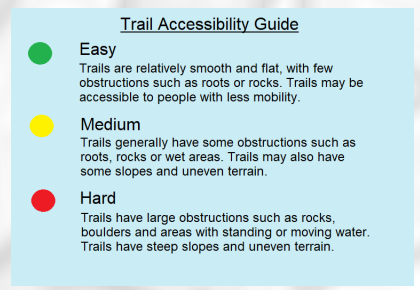 Trail Accessibility Guide
Easy
Trails are relatively smooth and flat, with few
obstructions such as roots or rocks. Trails may be
accessible to people with less mobility.
Medium
Trails generally have some obstructions such as
roots, rocks or wet areas. Trails may also have
some slopes and uneven terrain.
Hard
Trails have large obstructions such as rocks,
boulders and areas with standing or moving water.
Trails have steep slopes and uneven terrain.